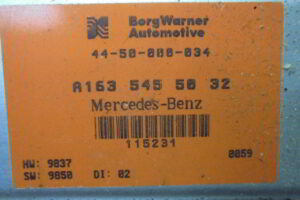 BorgWarner
Automotive
44-50-000-034
A163 545 50 32
Mercedes-Benz
115231
0059
HW: 9837
SW: 9850 DI: 02